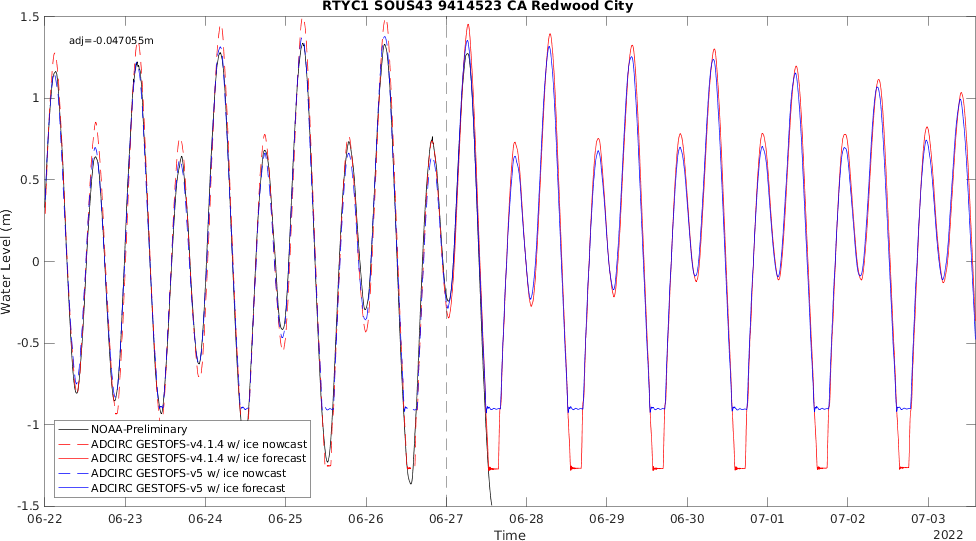 RTYC1 SOUS43 9414523 CA Redwood City
adj=-0.047055m
1.5
1
0.5
0
-0.5
-1
-1.5
Water Level (m)
NOAA-Preliminary
ADCIRC GESTOFS-v4.1.4 w/ ice nowcast
ADCIRC GESTOFS-v4.1.4 w/ ice forecast
ADCIRC GESTOFS-v5 w/ ice nowcast
ADCIRC GESTOFS-v5 w/ ice forecast
06-22 06-23 06-24 06-25 06-26 06-27 06-28 06-29 06-30 07-01 07-02 07-03
Time
2022